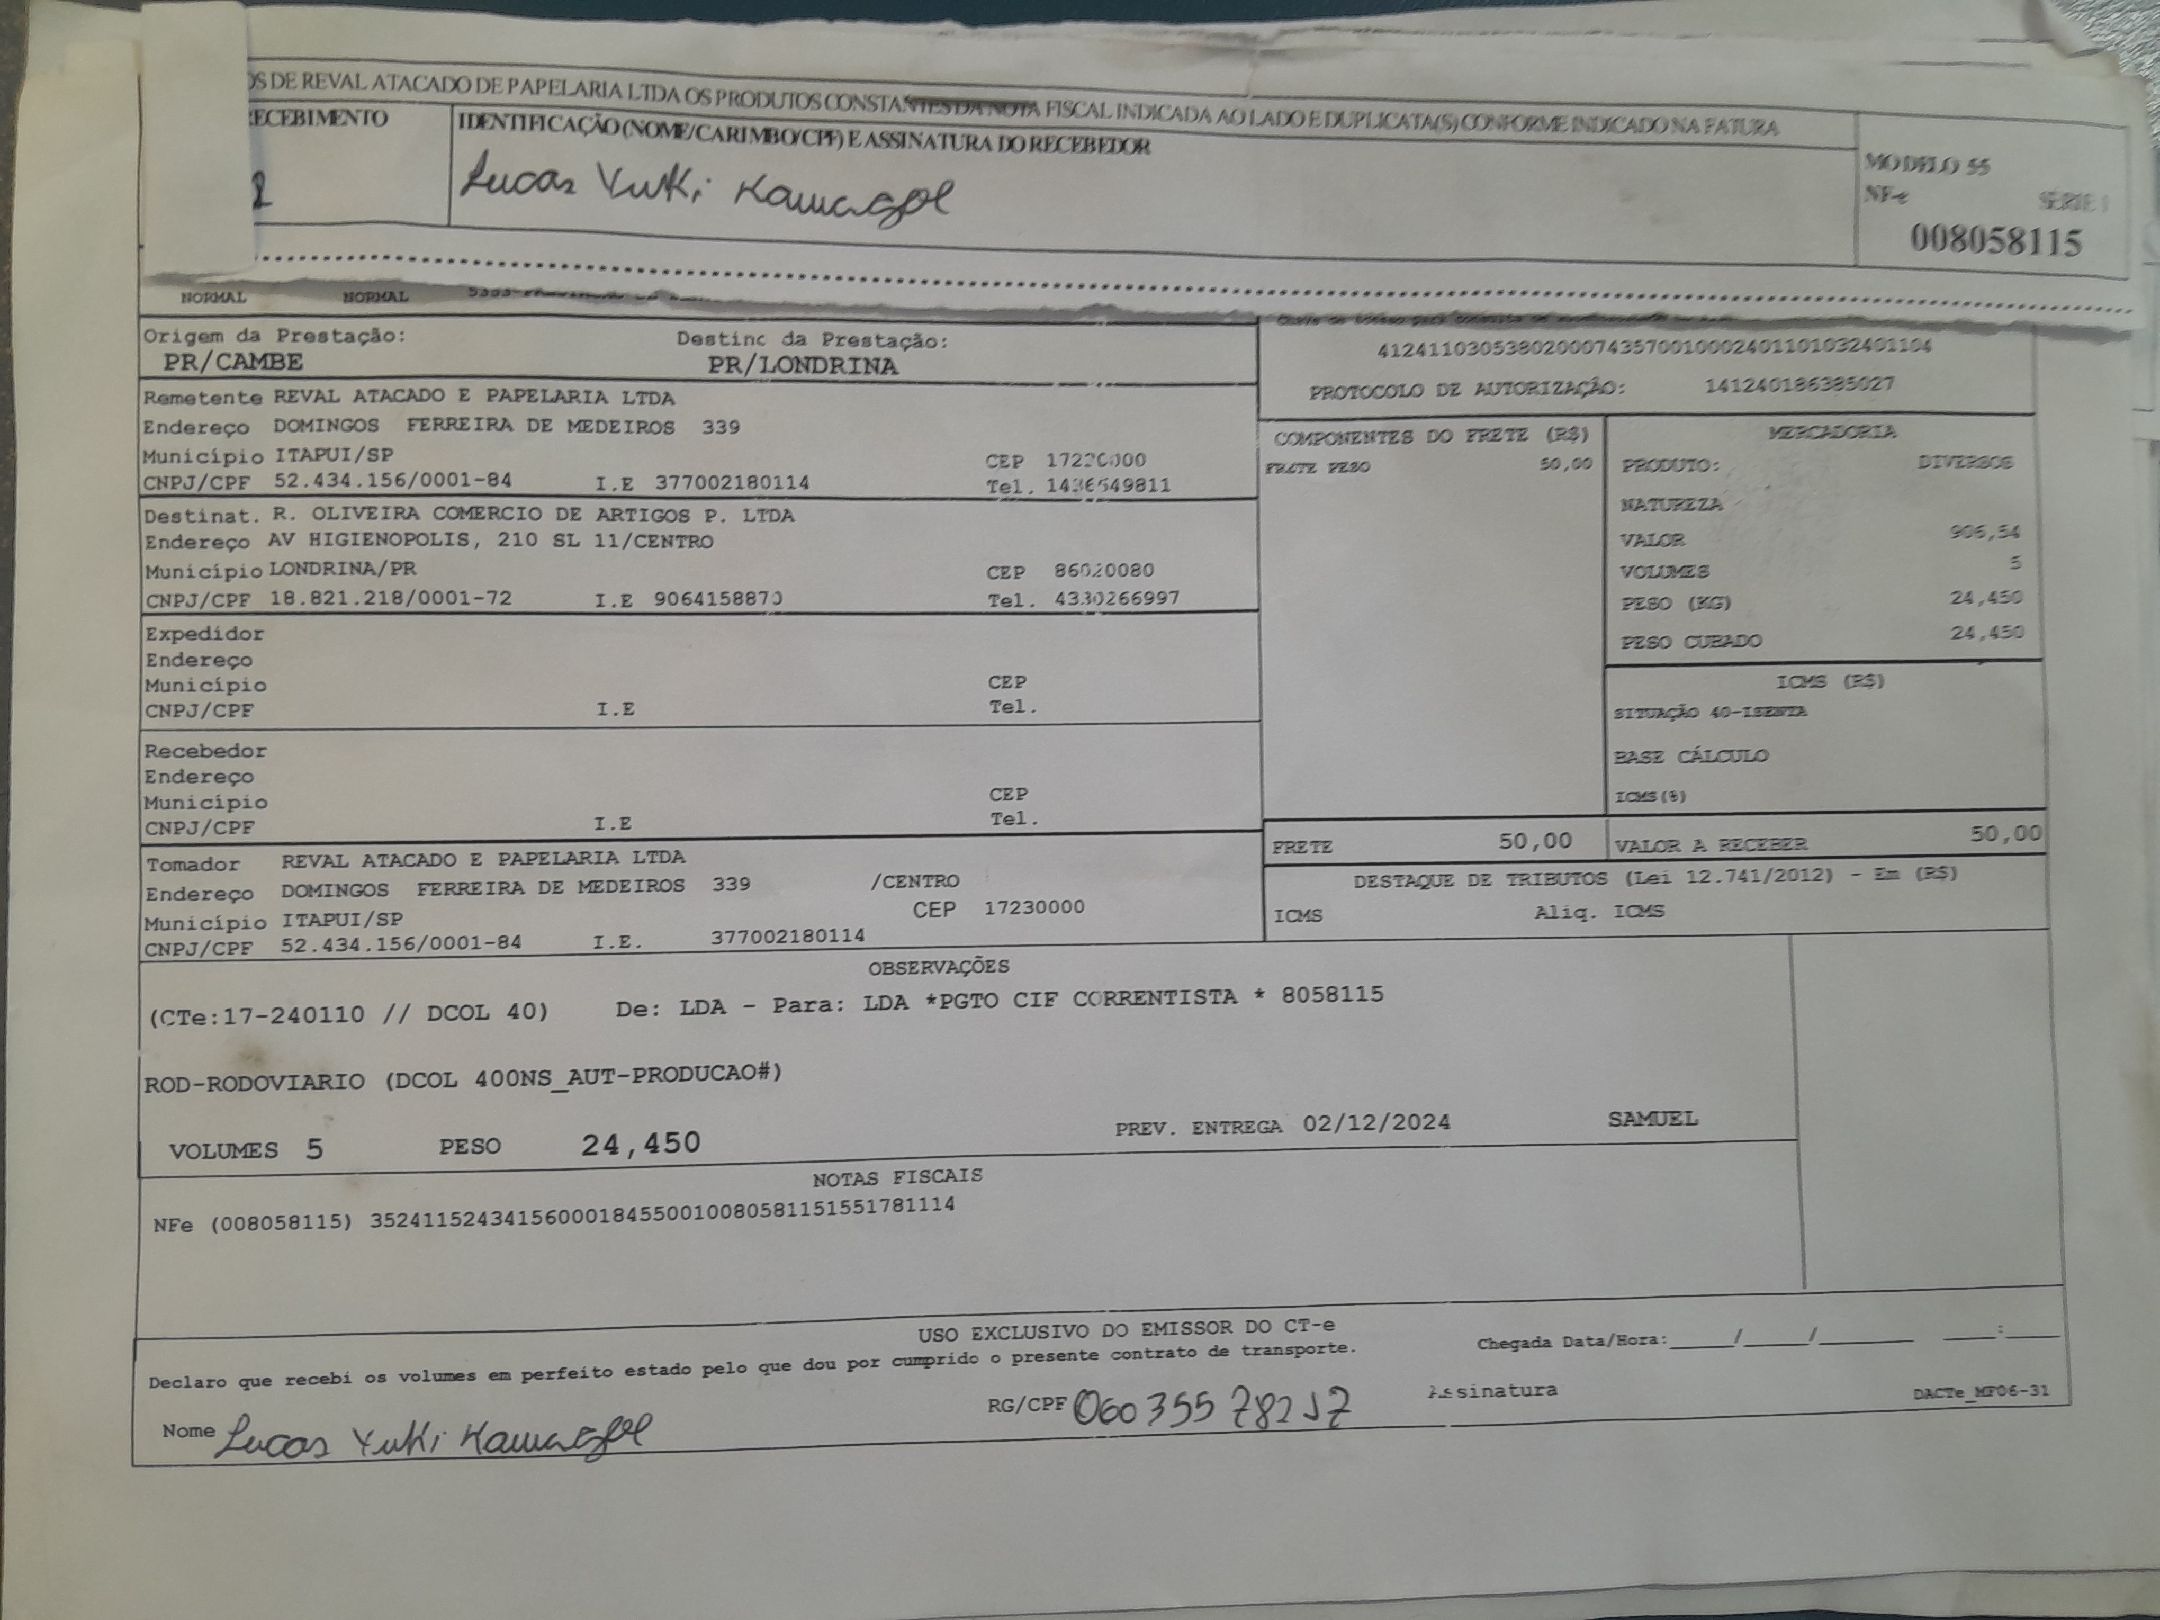 OS DE REVAL ATACADO DE PAPELARIA LTDA OS PRODUTOS CONSTANTES DA NOTA FISCAL INDICADA AO LADO E DUPLICATA(S) CONFORME INDICADO NA FATURA
RECEBIMENTO IDENTIFICAÇÃO (NOME/CARIMBO/CPF) E ASSINATURA DO RECEBEDOR
MODELO 55
NF-e SÉRIE 1
008058115
2 Lucas Yuki
NORMAL NORMAL
Origem da Prestação: Destino da Prestação:
PR/CAMBE PR/LONDRINA
41241103053802000743570010002401101032401104
PROTOCOLO DE AUTORIZAÇÃO: 141240186385027
Remetente REVAL ATACADO E PAPELARIA LTDA
Endereço DOMINGOS FERREIRA DE MEDEIROS 339
Município ITAPUI/SP CEP 17230000
CNPJ/CPF 52.434.156/0001-84 I.E 377002180114 Tel. 1436649811
Destinat. R. OLIVEIRA COMERCIO DE ARTIGOS P. LTDA
Endereço AV HIGIENOPOLIS, 210 SL 11/CENTRO
Município LONDRINA/PR CEP 86020080
CNPJ/CPF 18.821.218/0001-72 I.E 9064158870 Tel. 4330266997
Expedidor
Endereço
Município CEP
CNPJ/CPF I.E Tel.
Recebedor
Endereço
Município CEP
CNPJ/CPF I.E Tel.
Tomador REVAL ATACADO E PAPELARIA LTDA
Endereço DOMINGOS FERREIRA DE MEDEIROS 339 /CENTRO
Município ITAPUI/SP CEP 17230000
CNPJ/CPF 52.434.156/0001-84 I.E. 377002180114
COMPONENTES DO FRETE (R$)
FRETE PESO 50,00
MERCADORIA
PRODUTO: DIVERSOS
NATUREZA
VALOR 906,54
VOLUMES 5
PESO (KG) 24,450
PESO CUBADO 24,450
ICMS (R$)
SITUAÇÃO 40-ISENTA
BASE CÁLCULO
ICMS(%)
FRETE 50,00 VALOR A RECEBER 50,00
DESTAQUE DE TRIBUTOS (Lei 12.741/2012) - Em (R$)
ICMS Aliq. ICMS
OBSERVAÇÕES
(CTe:17-240110 // DCOL 40) De: LDA - Para: LDA *PGTO CIF CORRENTISTA * 8058115
ROD-RODOVIARIO (DCOL 400NS_AUT-PRODUCAO#)
VOLUMES 5 PESO 24,450 PREV. ENTREGA 02/12/2024 SAMUEL
NOTAS FISCAIS
NFe (008058115) 35241152434156000184550010080581151551781114
USO EXCLUSIVO DO EMISSOR DO CT-e
Chegada Data/Hora:_____/_____/_______ ____:____
Declaro que recebi os volumes em perfeito estado pelo que dou por cumprido o presente contrato de transporte.
Nome Lucas Yuki RG/CPF Assinatura DACTe_MF06-31